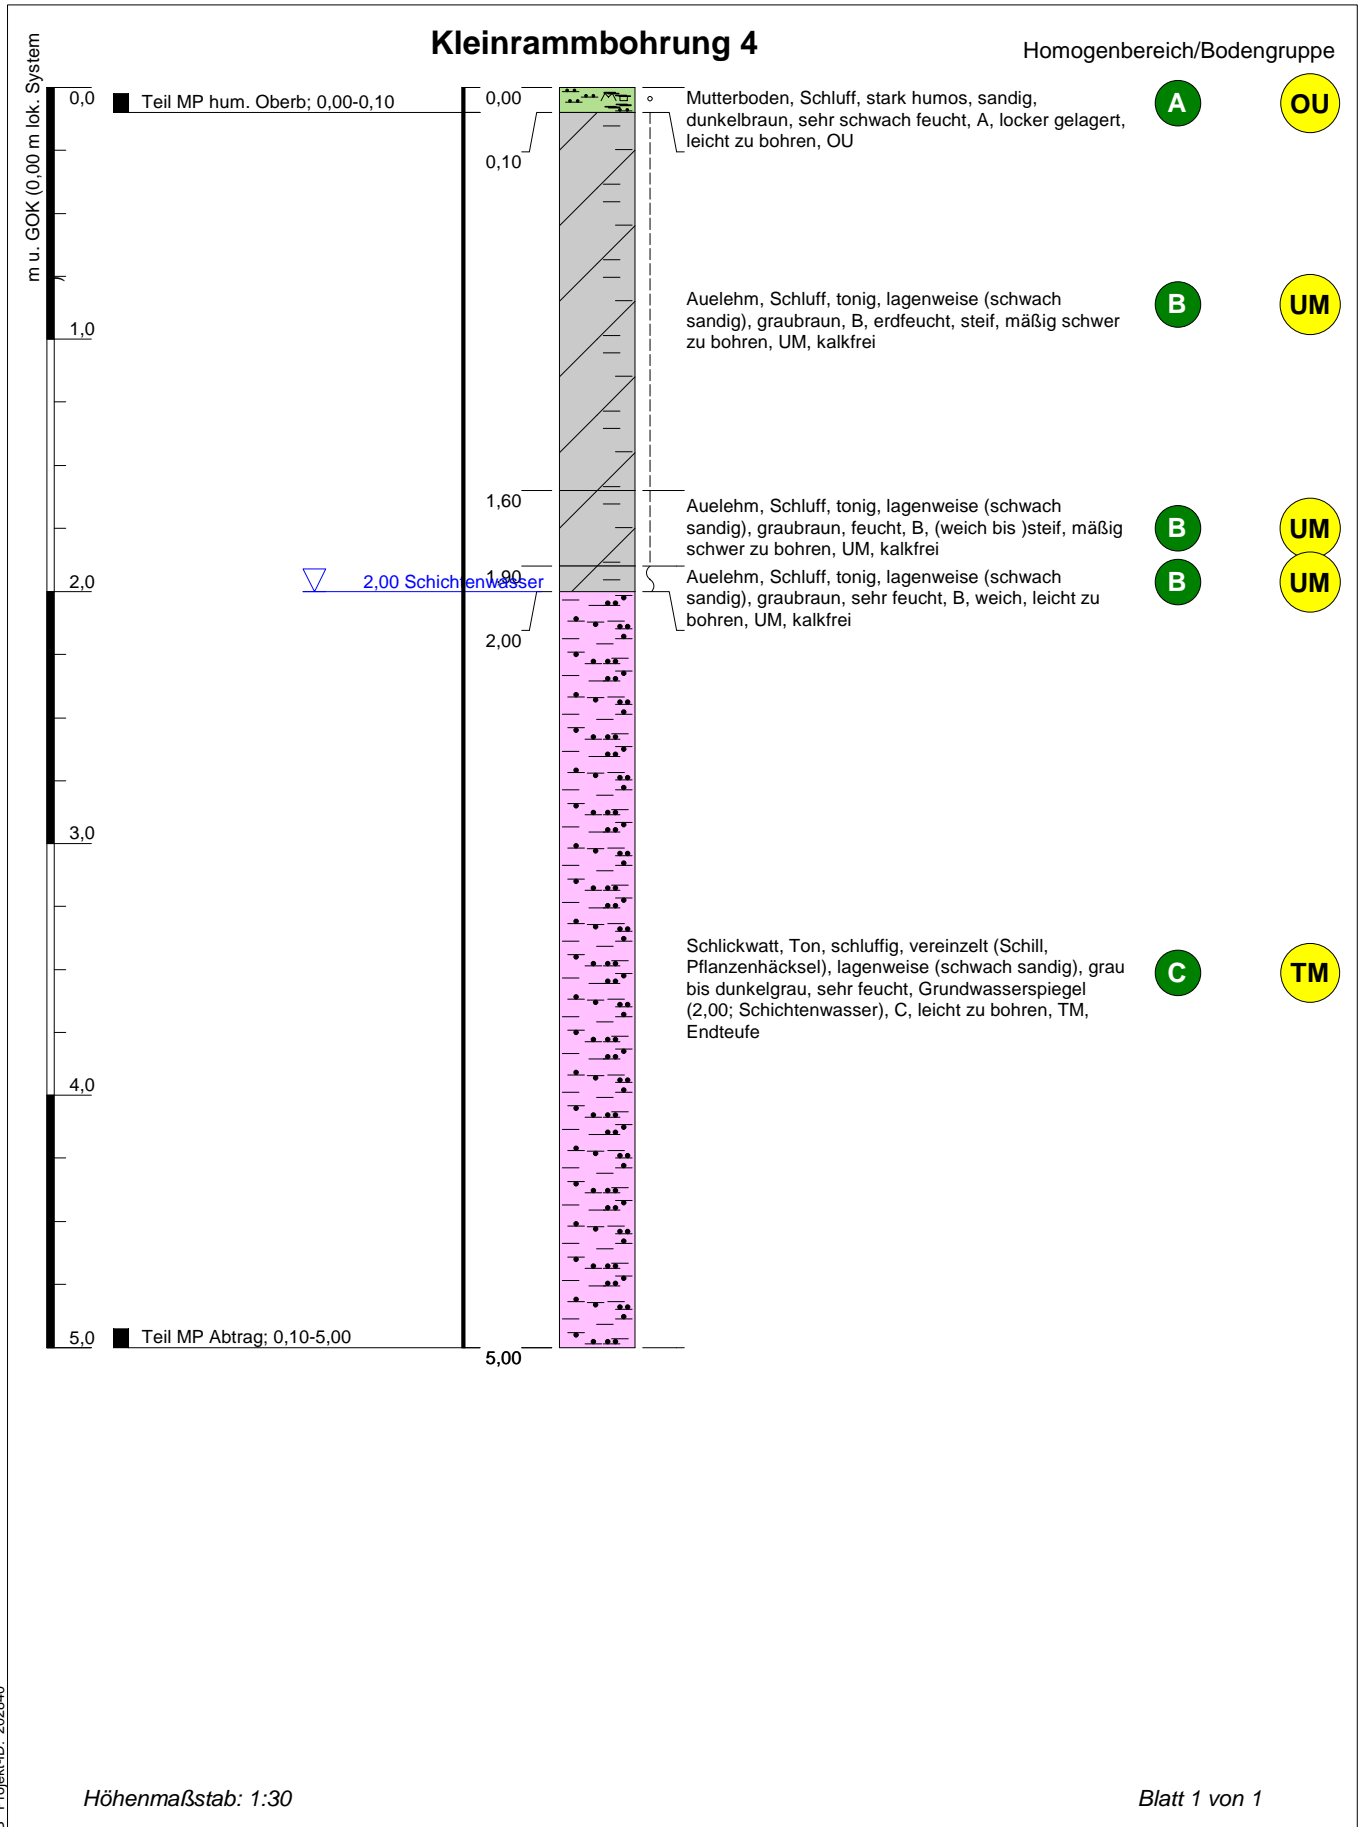 Kleinrammbohrung 4
Homogenbereich/Bodengruppe
m u. GOK (0,00 m lok. System
0,0
Teil MP hum. Oberb; 0,00-0,10
0,00
Mutterboden, Schluff, stark humos, sandig,
dunkelbraun, sehr schwach feucht, A, locker gelagert,
leicht zu bohren, OU
A
OU
0,10
Auelehm, Schluff, tonig, lagenweise (schwach
sandig), graubraun, B, erdfeucht, steif, mäßig schwer
zu bohren, UM, kalkfrei
B
UM
1,0
1,60
Auelehm, Schluff, tonig, lagenweise (schwach
sandig), graubraun, feucht, B, (weich bis )steif, mäßig
schwer zu bohren, UM, kalkfrei
B
UM
2,0
2,00 Schichtenwasser
1,90
Auelehm, Schluff, tonig, lagenweise (schwach
sandig), graubraun, sehr feucht, B, weich, leicht zu
bohren, UM, kalkfrei
B
UM
2,00
3,0
Schlickwatt, Ton, schluffig, vereinzelt (Schill,
Pflanzenhäcksel), lagenweise (schwach sandig), grau
bis dunkelgrau, sehr feucht, Grundwasserspiegel
(2,00; Schichtenwasser), C, leicht zu bohren, TM,
Endteufe
C
TM
4,0
5,0
Teil MP Abtrag; 0,10-5,00
5,00
Höhenmaßstab: 1:30
Blatt 1 von 1